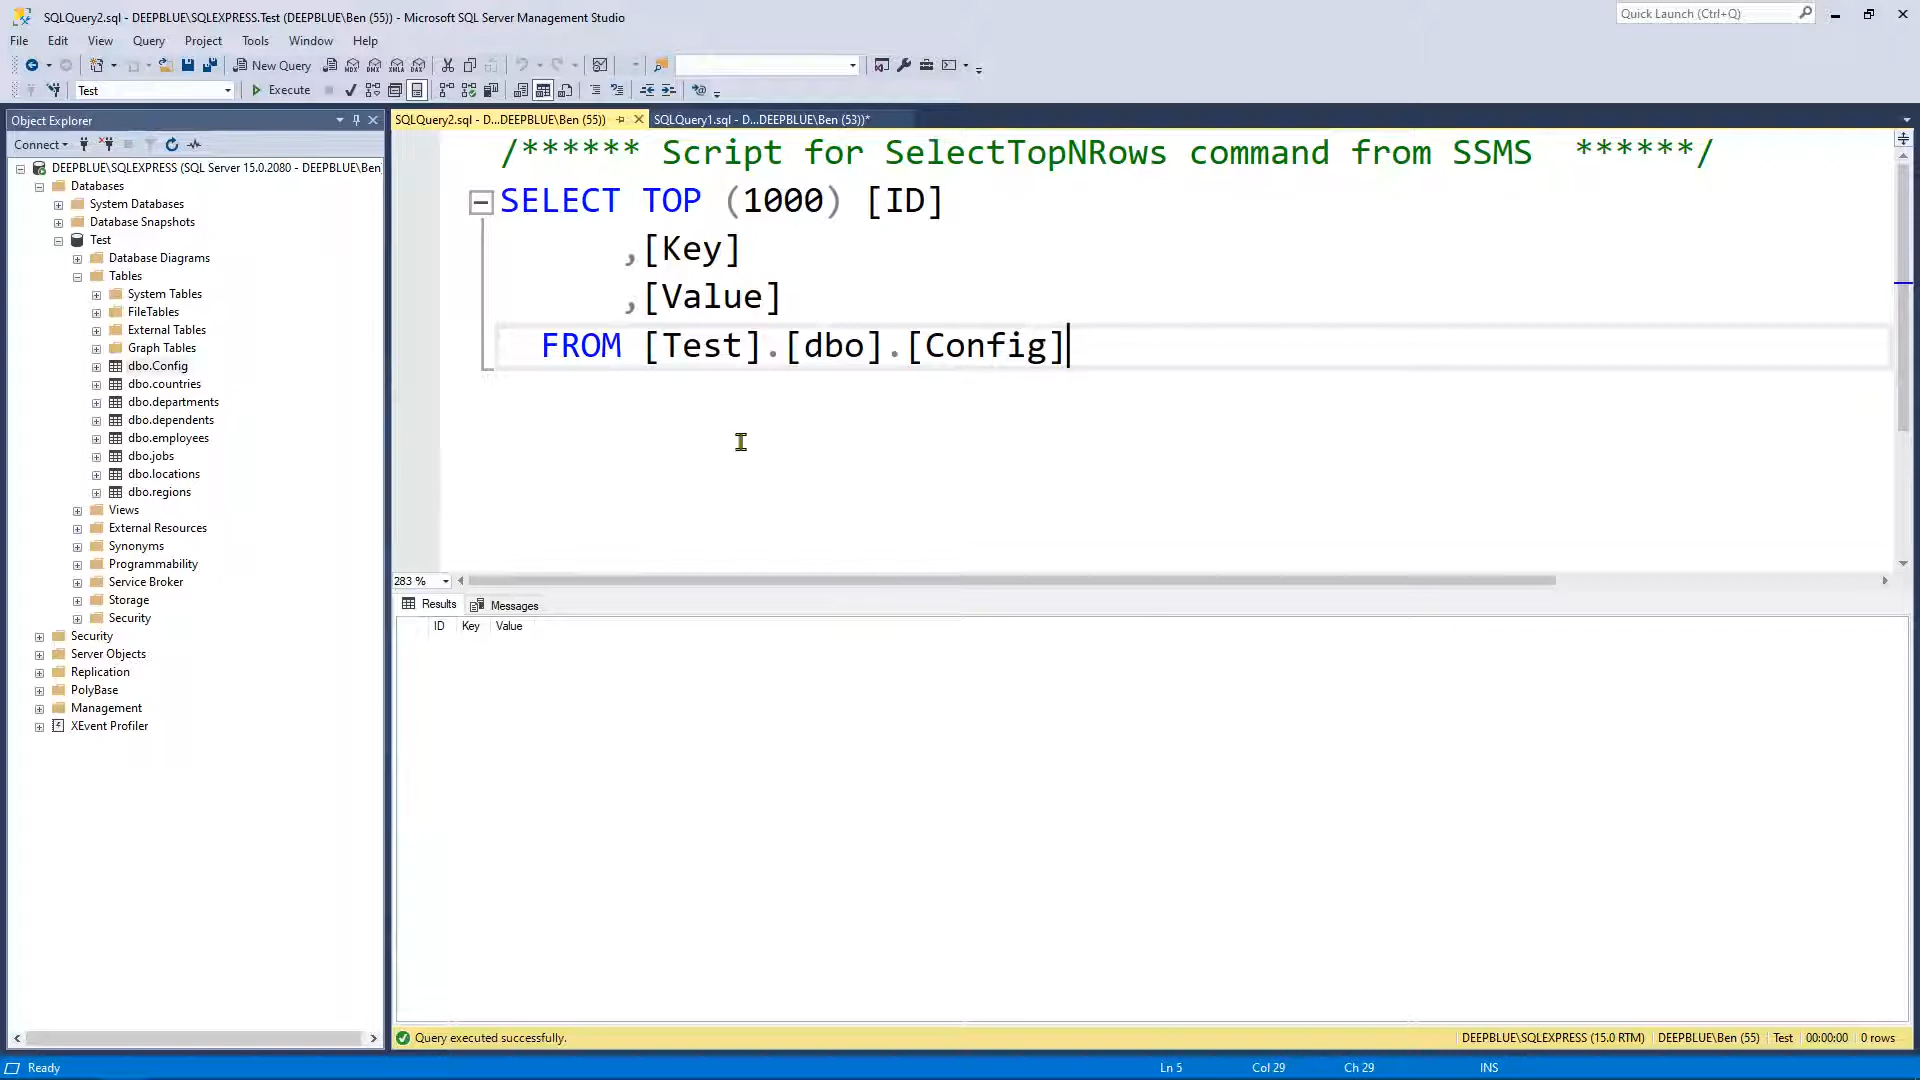 SQLQuery2.sql - DEEPBLUE\SQLEXPRESS.Test (DEEPBLUE\Ben (55)) - Microsoft SQL Server Management Studio
Quick Launch (Ctrl+Q)
File Edit View Query Project Tools Window Help
New Query
MDX DMX XMLA DAX
Test
Execute
Object Explorer
SQLQuery2.sql - D...DEEPBLUE\Ben (55))
SQLQuery1.sql - D...DEEPBLUE\Ben (53))*
Connect
DEEPBLUE\SQLEXPRESS (SQL Server 15.0.2080 - DEEPBLUE\Ben
Databases
System Databases
Database Snapshots
Test
Database Diagrams
Tables
System Tables
FileTables
External Tables
Graph Tables
dbo.Config
dbo.countries
dbo.departments
dbo.dependents
dbo.employees
dbo.jobs
dbo.locations
dbo.regions
Views
External Resources
Synonyms
Programmability
Service Broker
Storage
Security
Security
Server Objects
Replication
PolyBase
Management
XEvent Profiler
/****** Script for SelectTopNRows command from SSMS ******/
SELECT TOP (1000) [ID]
,[Key]
,[Value]
FROM [Test].[dbo].[Config]
283 %
Results Messages
ID Key Value
Query executed successfully.
DEEPBLUE\SQLEXPRESS (15.0 RTM) DEEPBLUE\Ben (55) Test 00:00:00 0 rows
Ready
Ln 5 Col 29 Ch 29 INS